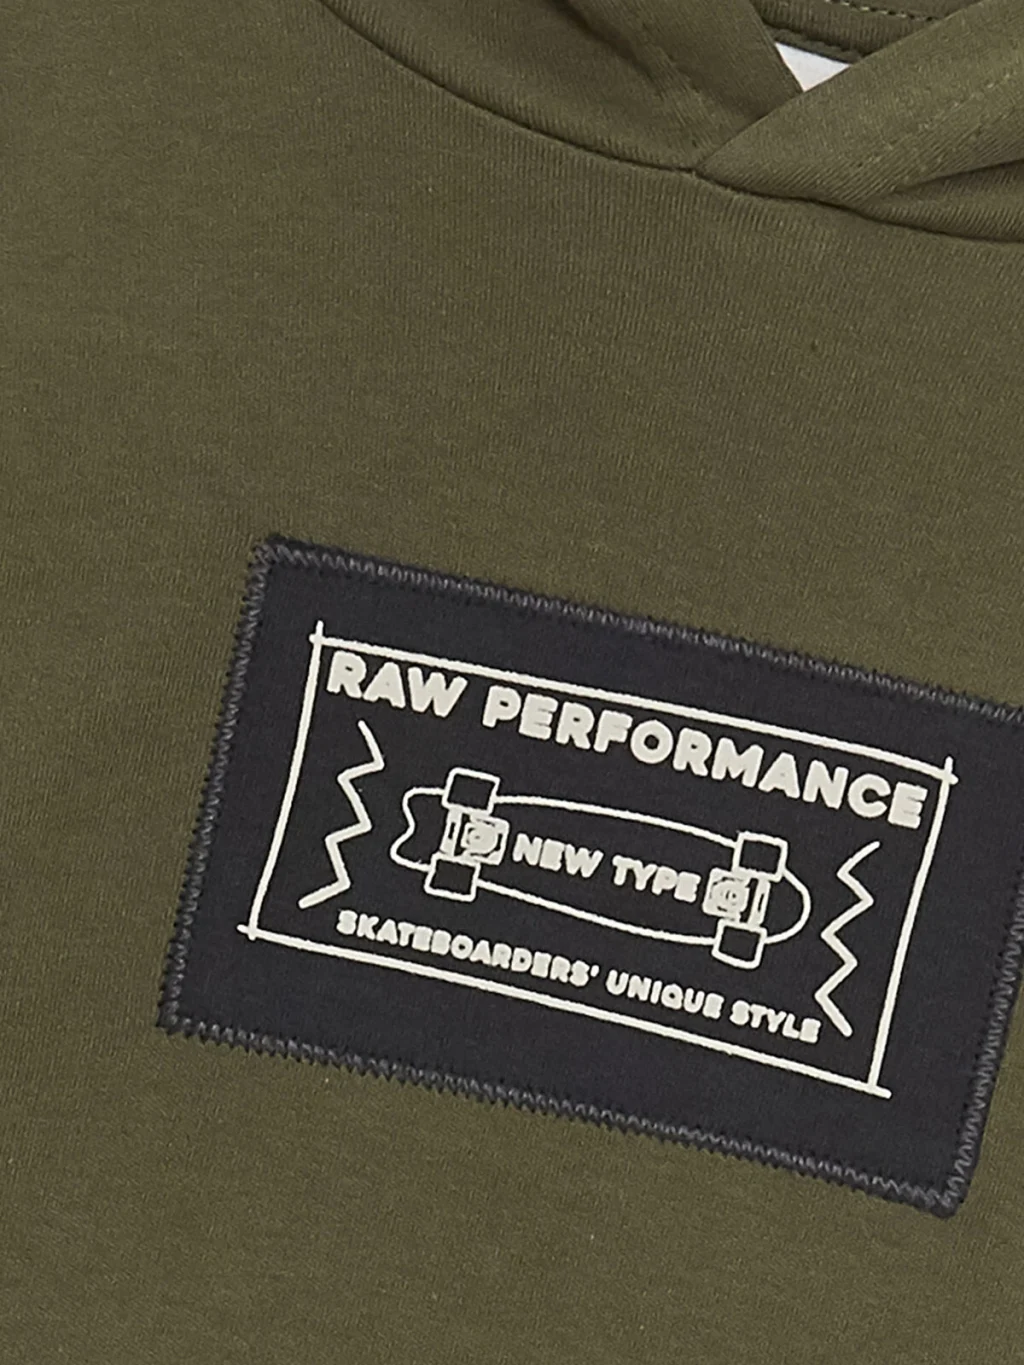 RAW PERFORMANCE
NEW TYPE
SKATEBOARDERS' UNIQUE STYLE